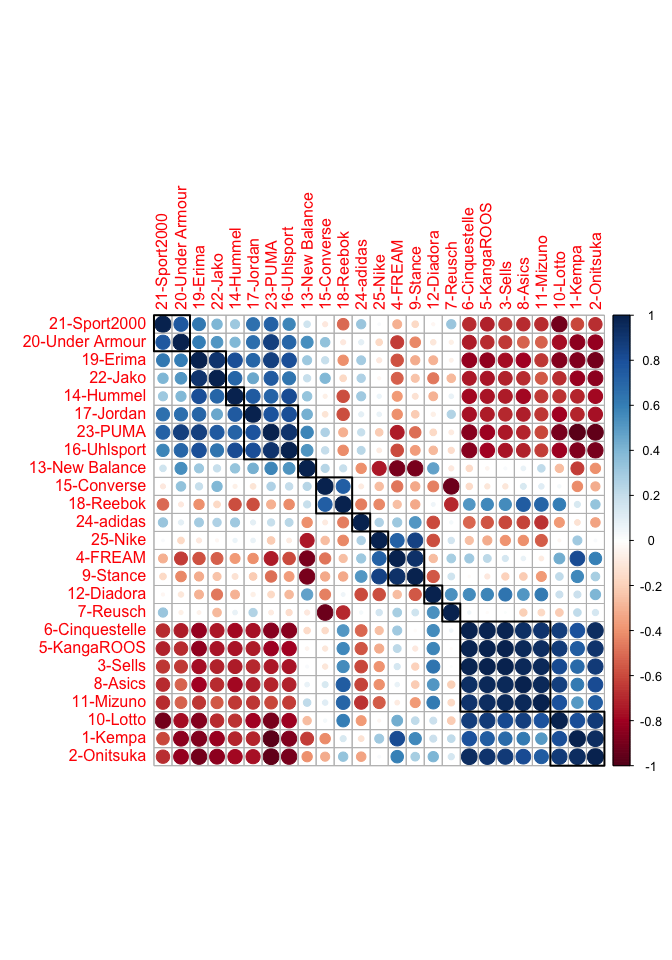 21-Sport2000
20-Under Armour
19-Erima
22-Jako
14-Hummel
17-Jordan
23-PUMA
16-Uhlsport
13-New Balance
15-Converse
18-Reebok
24-adidas
25-Nike
4-FREAM
9-Stance
12-Diadora
7-Reusch
6-Cinquestelle
5-KangaROOS
3-Sells
8-Asics
11-Mizuno
10-Lotto
1-Kempa
2-Onitsuka
21-Sport2000
20-Under Armour
19-Erima
22-Jako
14-Hummel
17-Jordan
23-PUMA
16-Uhlsport
13-New Balance
15-Converse
18-Reebok
24-adidas
25-Nike
4-FREAM
9-Stance
12-Diadora
7-Reusch
6-Cinquestelle
5-KangaROOS
3-Sells
8-Asics
11-Mizuno
10-Lotto
1-Kempa
2-Onitsuka
1
0.8
0.6
0.4
0.2
0
-0.2
-0.4
-0.6
-0.8
-1